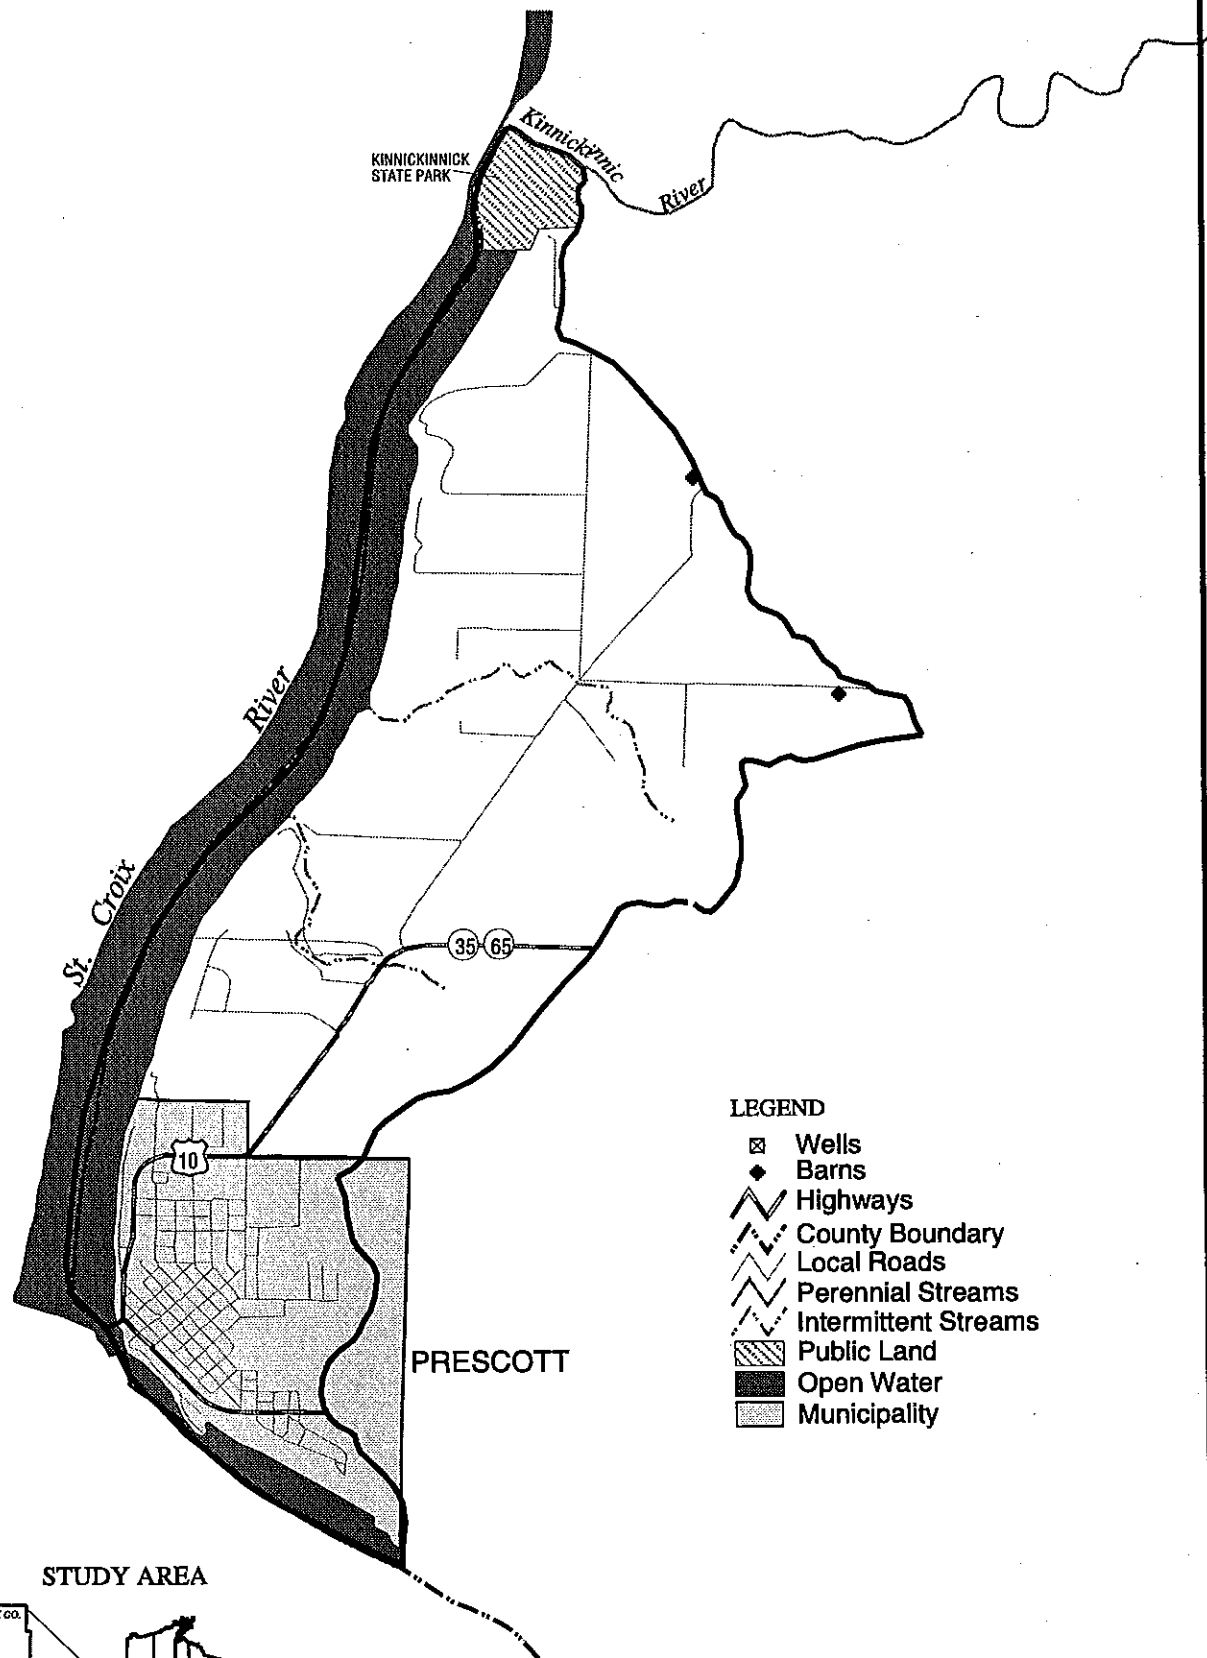 Kinnickinnic
River
KINNICKINNICK
STATE PARK
River
St. Croix
35 65
10
PRESCOTT
LEGEND
Wells
Barns
Highways
County Boundary
Local Roads
Perennial Streams
Intermittent Streams
Public Land
Open Water
Municipality
STUDY AREA
CO.